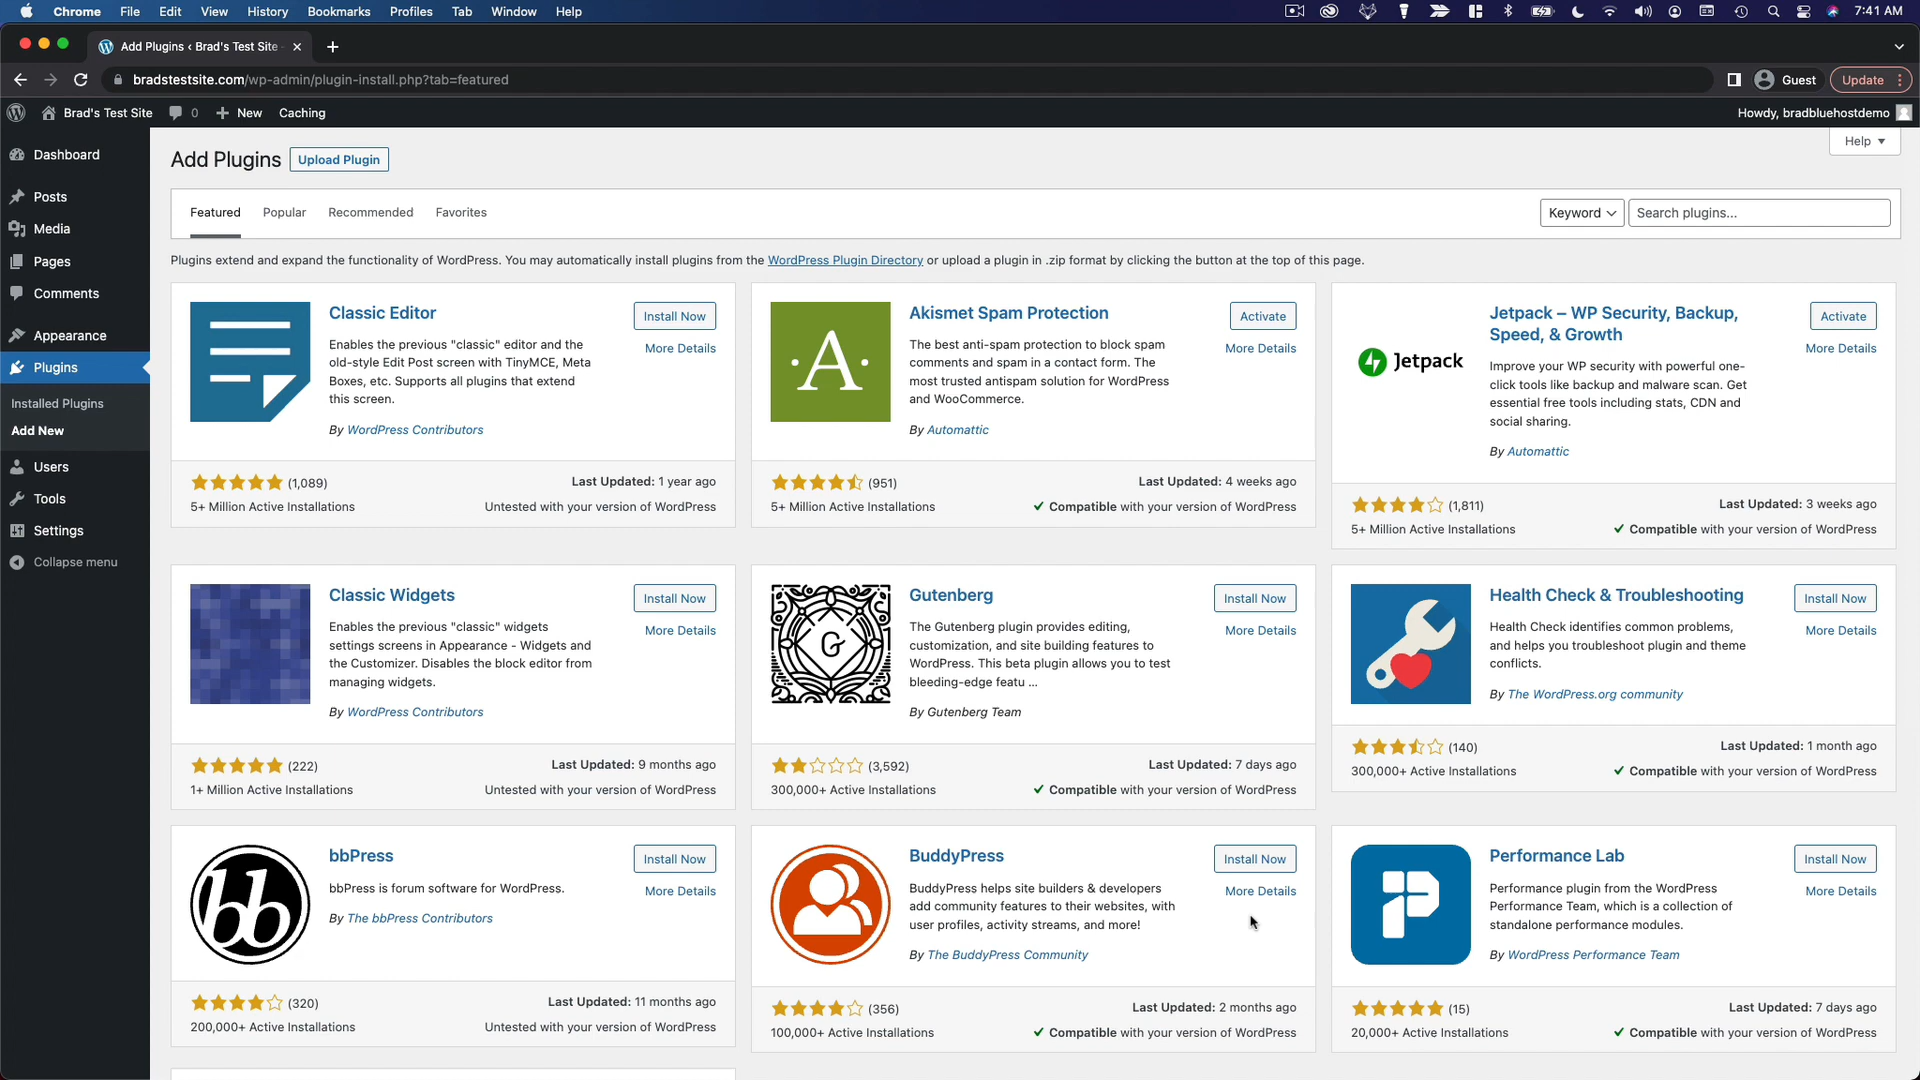 Chrome File Edit View History Bookmarks Profiles Tab Window Help 7:41 AM
Add Plugins ‹ Brad's Test Site
bradstestsite.com/wp-admin/plugin-install.php?tab=featured Guest Update
Brad's Test Site 0 New Caching Howdy, bradbluehostdemo
Dashboard
Posts
Media
Pages
Comments
Appearance
Plugins
Installed Plugins
Add New
Users
Tools
Settings
Collapse menu
Help
Add Plugins Upload Plugin
Featured Popular Recommended Favorites Keyword Search plugins...
Plugins extend and expand the functionality of WordPress. You may automatically install plugins from the WordPress Plugin Directory or upload a plugin in .zip format by clicking the button at the top of this page.
Classic Editor
Install Now
More Details
Enables the previous "classic" editor and the
old-style Edit Post screen with TinyMCE, Meta
Boxes, etc. Supports all plugins that extend
this screen.
By WordPress Contributors
(1,089) Last Updated: 1 year ago
5+ Million Active Installations Untested with your version of WordPress
A
Akismet Spam Protection
Activate
More Details
The best anti-spam protection to block spam
comments and spam in a contact form. The
most trusted antispam solution for WordPress
and WooCommerce.
By Automattic
(951) Last Updated: 4 weeks ago
5+ Million Active Installations Compatible with your version of WordPress
Jetpack
Jetpack – WP Security, Backup,
Speed, & Growth
Activate
More Details
Improve your WP security with powerful one-
click tools like backup and malware scan. Get
essential free tools including stats, CDN and
social sharing.
By Automattic
(1,811) Last Updated: 3 weeks ago
5+ Million Active Installations Compatible with your version of WordPress
Classic Widgets
Install Now
More Details
Enables the previous "classic" widgets
settings screens in Appearance - Widgets and
the Customizer. Disables the block editor from
managing widgets.
By WordPress Contributors
(222) Last Updated: 9 months ago
1+ Million Active Installations Untested with your version of WordPress
G
Gutenberg
Install Now
More Details
The Gutenberg plugin provides editing,
customization, and site building features to
WordPress. This beta plugin allows you to test
bleeding-edge featu ...
By Gutenberg Team
(3,592) Last Updated: 7 days ago
300,000+ Active Installations Compatible with your version of WordPress
Health Check & Troubleshooting
Install Now
More Details
Health Check identifies common problems,
and helps you troubleshoot plugin and theme
conflicts.
By The WordPress.org community
(140) Last Updated: 1 month ago
300,000+ Active Installations Compatible with your version of WordPress
bb
bbPress
Install Now
More Details
bbPress is forum software for WordPress.
By The bbPress Contributors
(320) Last Updated: 11 months ago
200,000+ Active Installations Untested with your version of WordPress
BuddyPress
Install Now
More Details
BuddyPress helps site builders & developers
add community features to their websites, with
user profiles, activity streams, and more!
By The BuddyPress Community
(356) Last Updated: 2 months ago
100,000+ Active Installations Compatible with your version of WordPress
Performance Lab
Install Now
More Details
Performance plugin from the WordPress
Performance Team, which is a collection of
standalone performance modules.
By WordPress Performance Team
(15) Last Updated: 7 days ago
20,000+ Active Installations Compatible with your version of WordPress